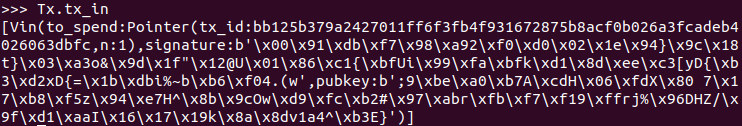 >>> Tx.tx_in
[Vin(to_spend:Pointer(tx_id:bb125b379a2427011ff6f3fb4f931672875b8acf0b026a3fcadeb4
026063dbfc,n:1),signature:b'\x00\x91\xdb\xf7\x98\xa2\xf0\xd0\x02\x1e\x94}\x9c\x18
t}\x03\xa3o&\x9d\x1f"\x12@U\x01\x86\xc1{\xbfUi\x99\xfa\xbfk\xd1\x8d\xee\xc3[yD{\xb
3\xd2xD{=\x1b\xdbi%~b\xb6\xf04.(w',pubkey:b';9\xbe\xa0\xb7A\xcdH\x06\xfdX\x80 7\x1
7\xb8\xf5z\x94\xe7H^\x8b\x9cOw\xd9\xfc\xb2#\x97\xabr\xfb\xf7\xf19\xffrj%\x96DHZ/\x
9f\xd1\xaaI\x16\x17\x19k\x8a\x8dv1a4^\xb3E}')]